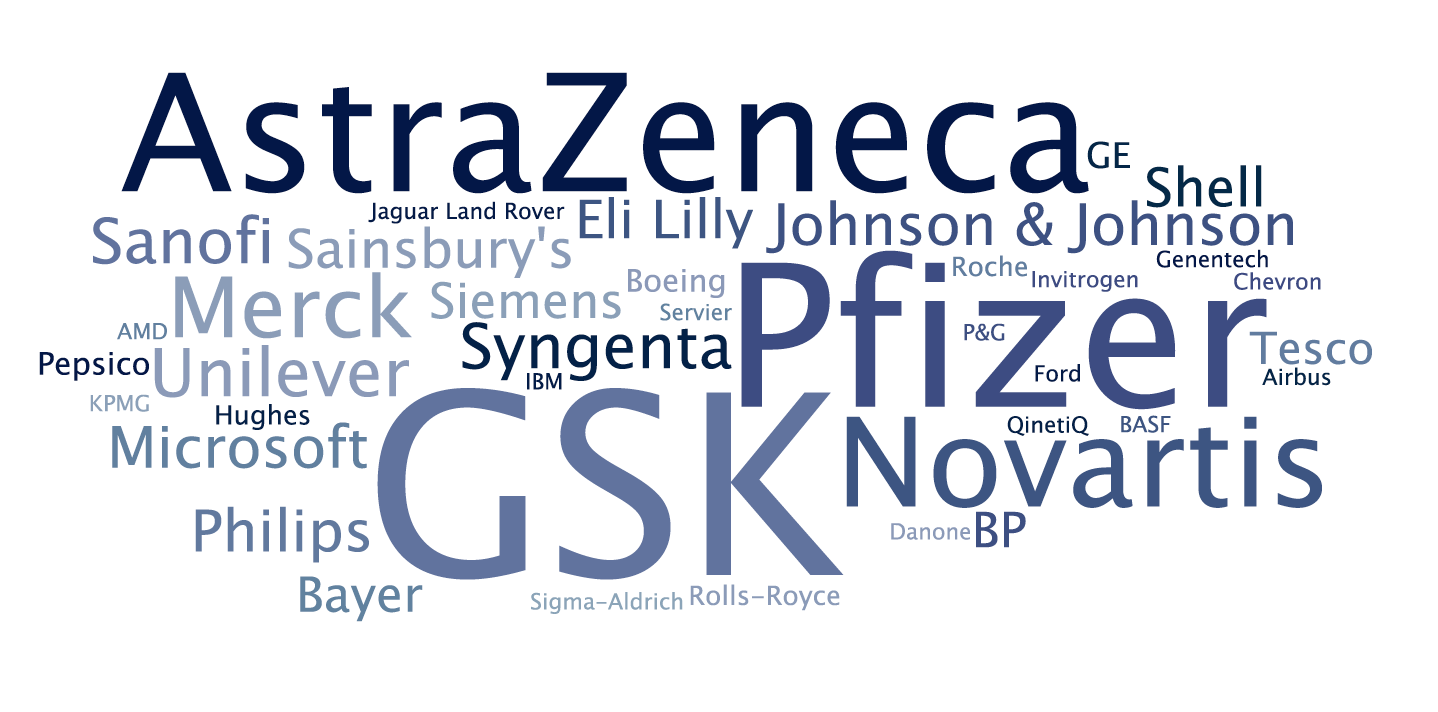 AstraZeneca
GE
Shell
Jaguar Land Rover
Eli Lilly
Johnson & Johnson
Sanofi
Sainsbury's
Genentech
Roche
Invitrogen
Chevron
Boeing
Merck
Siemens
Servier
Pfizer
AMD
P&G
Syngenta
Tesco
Pepsico
Unilever
Ford
Airbus
IBM
KPMG
Hughes
QinetiQ
BASF
Microsoft
GSK
Novartis
Philips
Danone
BP
Bayer
Sigma-Aldrich
Rolls-Royce